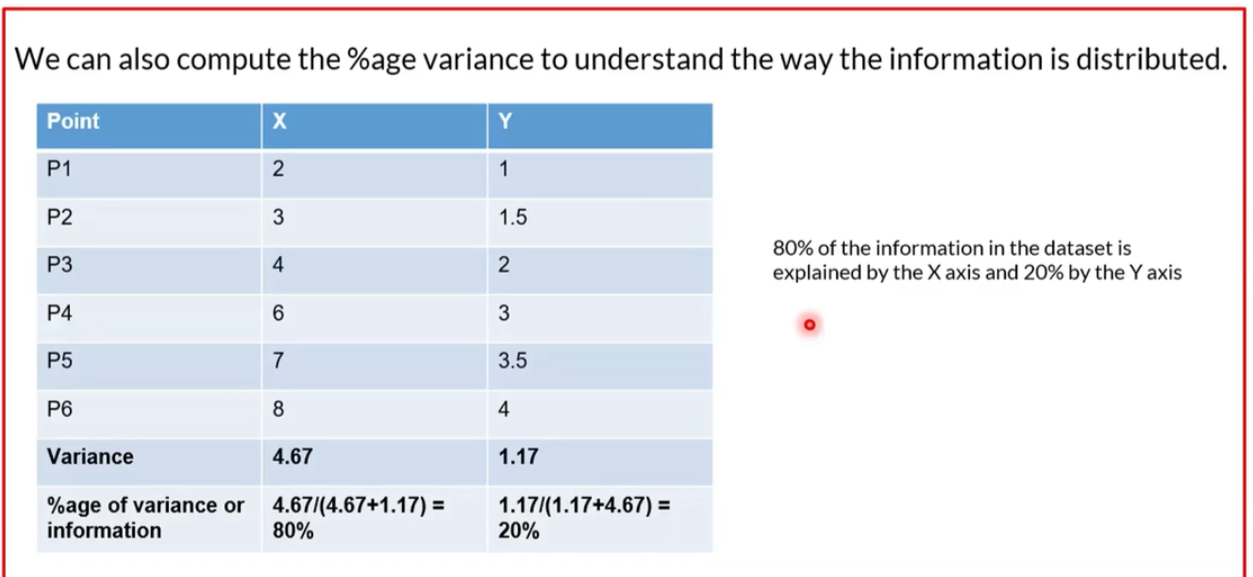 We can also compute the %age variance to understand the way the information is distributed.
Point X Y
P1 2 1
P2 3 1.5
P3 4 2
P4 6 3
P5 7 3.5
P6 8 4
Variance 4.67 1.17
%age of variance or 4.67/(4.67+1.17) = 1.17/(1.17+4.67) =
information 80% 20%
80% of the information in the dataset is
explained by the X axis and 20% by the Y axis